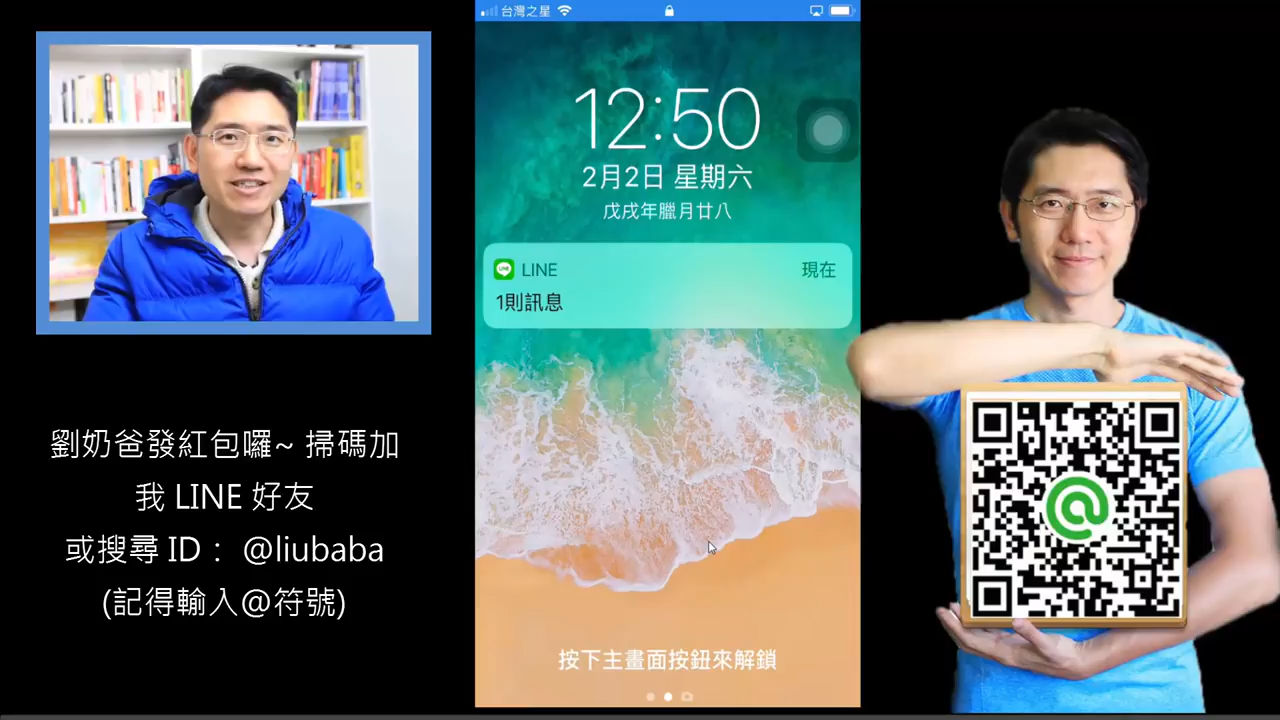 台灣之星
12:50
2月2日 星期六
戊戌年臘月廿八
LINE
現在
1則訊息
按下主畫面按鈕來解鎖
劉奶爸發紅包囉~ 掃碼加
我 LINE 好友
或搜尋 ID： @liubaba
(記得輸入@符號)
@